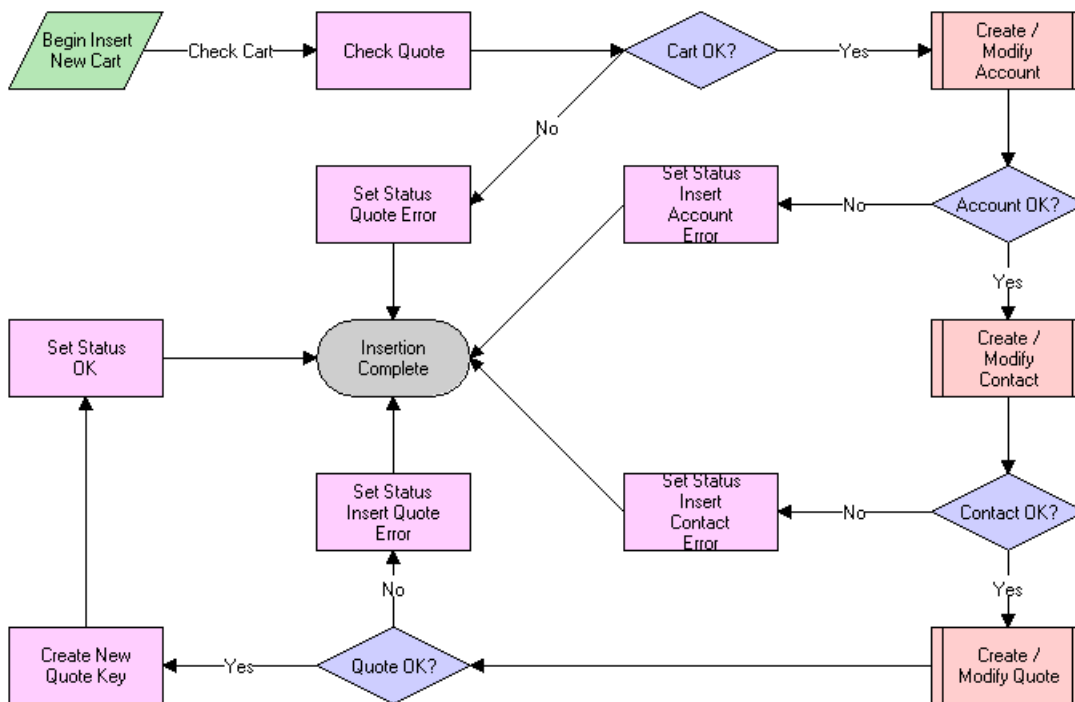 Begin Insert
New Cart
Check Cart
Check Quote
Cart OK?
Yes
Create /
Modify
Account
No
Set Status
Quote Error
Set Status
Insert
Account
Error
No
Account OK?
Yes
Set Status
OK
Insertion
Complete
Create /
Modify
Contact
Set Status
Insert Quote
Error
Set Status
Insert
Contact
Error
No
Contact OK?
No
Yes
Create New
Quote Key
Yes
Quote OK?
Create /
Modify Quote